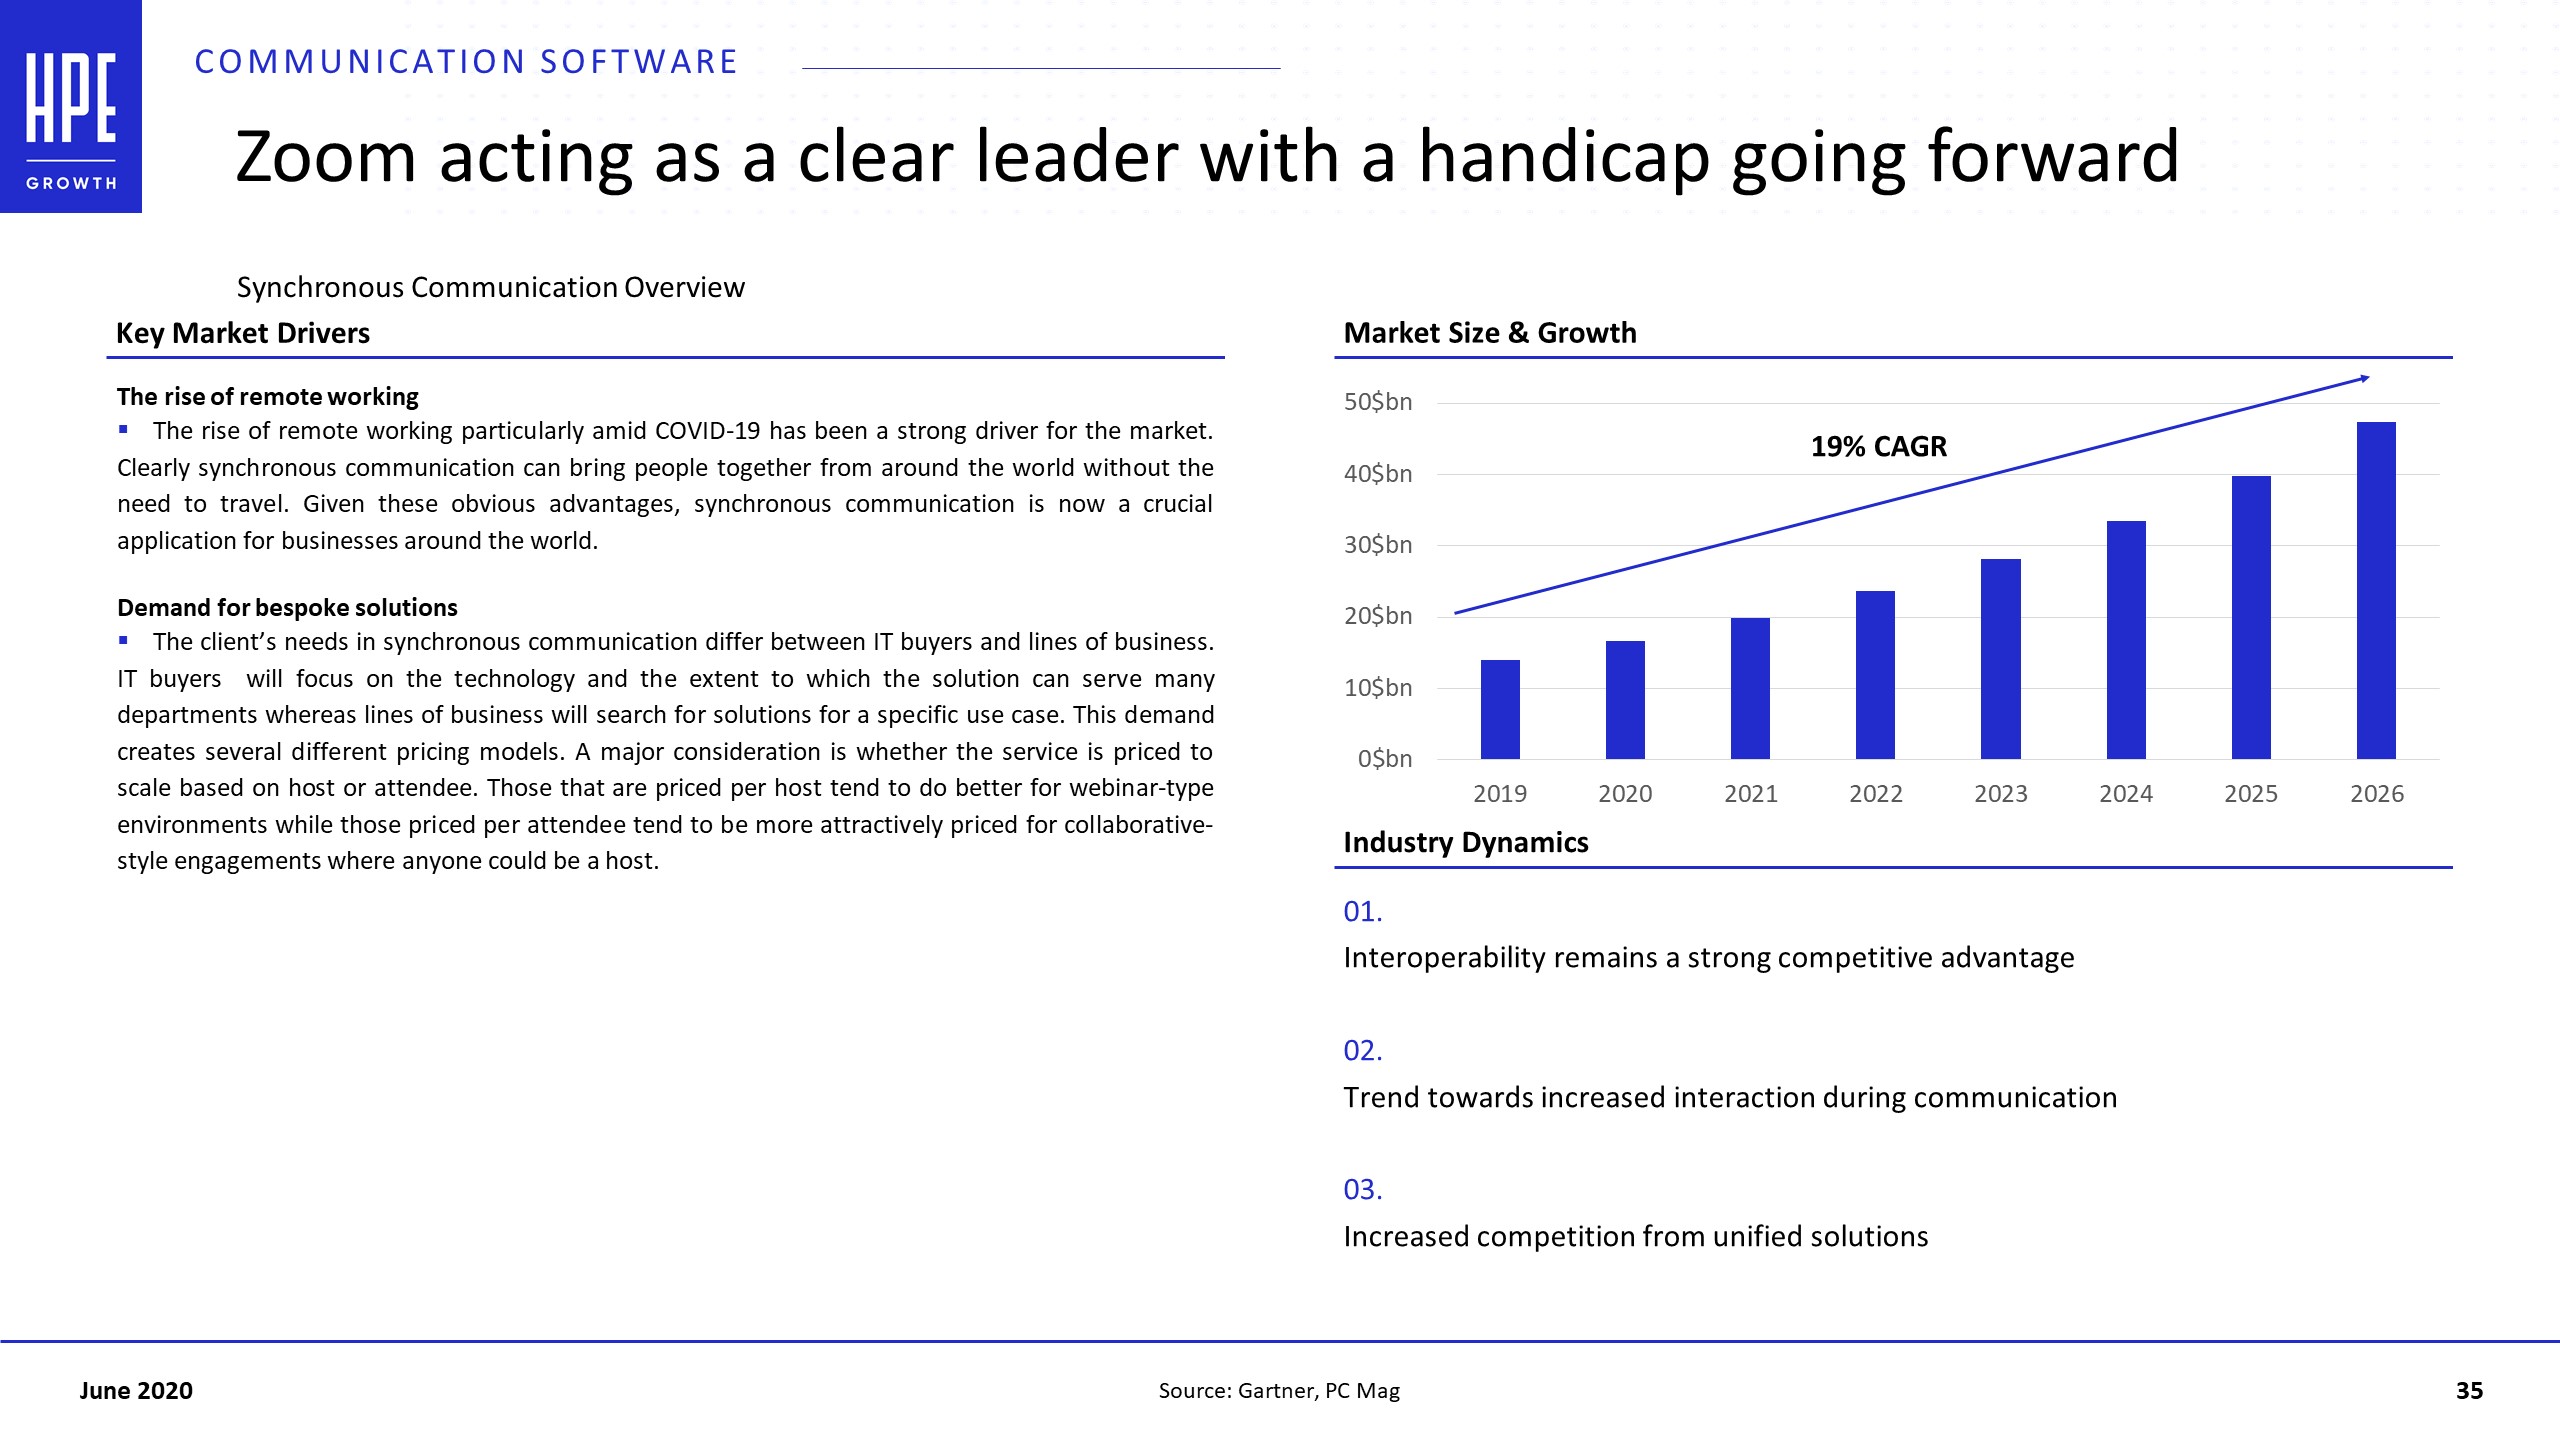 HPE
GROWTH
COMMUNICATION SOFTWARE
Zoom acting as a clear leader with a handicap going forward
Synchronous Communication Overview
Key Market Drivers
The rise of remote working
▪ The rise of remote working particularly amid COVID-19 has been a strong driver for the market.
Clearly synchronous communication can bring people together from around the world without the
need to travel. Given these obvious advantages, synchronous communication is now a crucial
application for businesses around the world.
Demand for bespoke solutions
▪ The client’s needs in synchronous communication differ between IT buyers and lines of business.
IT buyers will focus on the technology and the extent to which the solution can serve many
departments whereas lines of business will search for solutions for a specific use case. This demand
creates several different pricing models. A major consideration is whether the service is priced to
scale based on host or attendee. Those that are priced per host tend to do better for webinar-type
environments while those priced per attendee tend to be more attractively priced for collaborative-
style engagements where anyone could be a host.
Market Size & Growth
50$bn
40$bn
30$bn
20$bn
10$bn
0$bn
19% CAGR
2019 2020 2021 2022 2023 2024 2025 2026
Industry Dynamics
01.
Interoperability remains a strong competitive advantage
02.
Trend towards increased interaction during communication
03.
Increased competition from unified solutions
June 2020
Source: Gartner, PC Mag
35